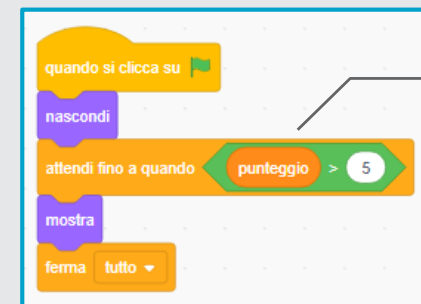 quando si clicca su
nascondi
attendi fino a quando punteggio > 5
mostra
ferma tutto